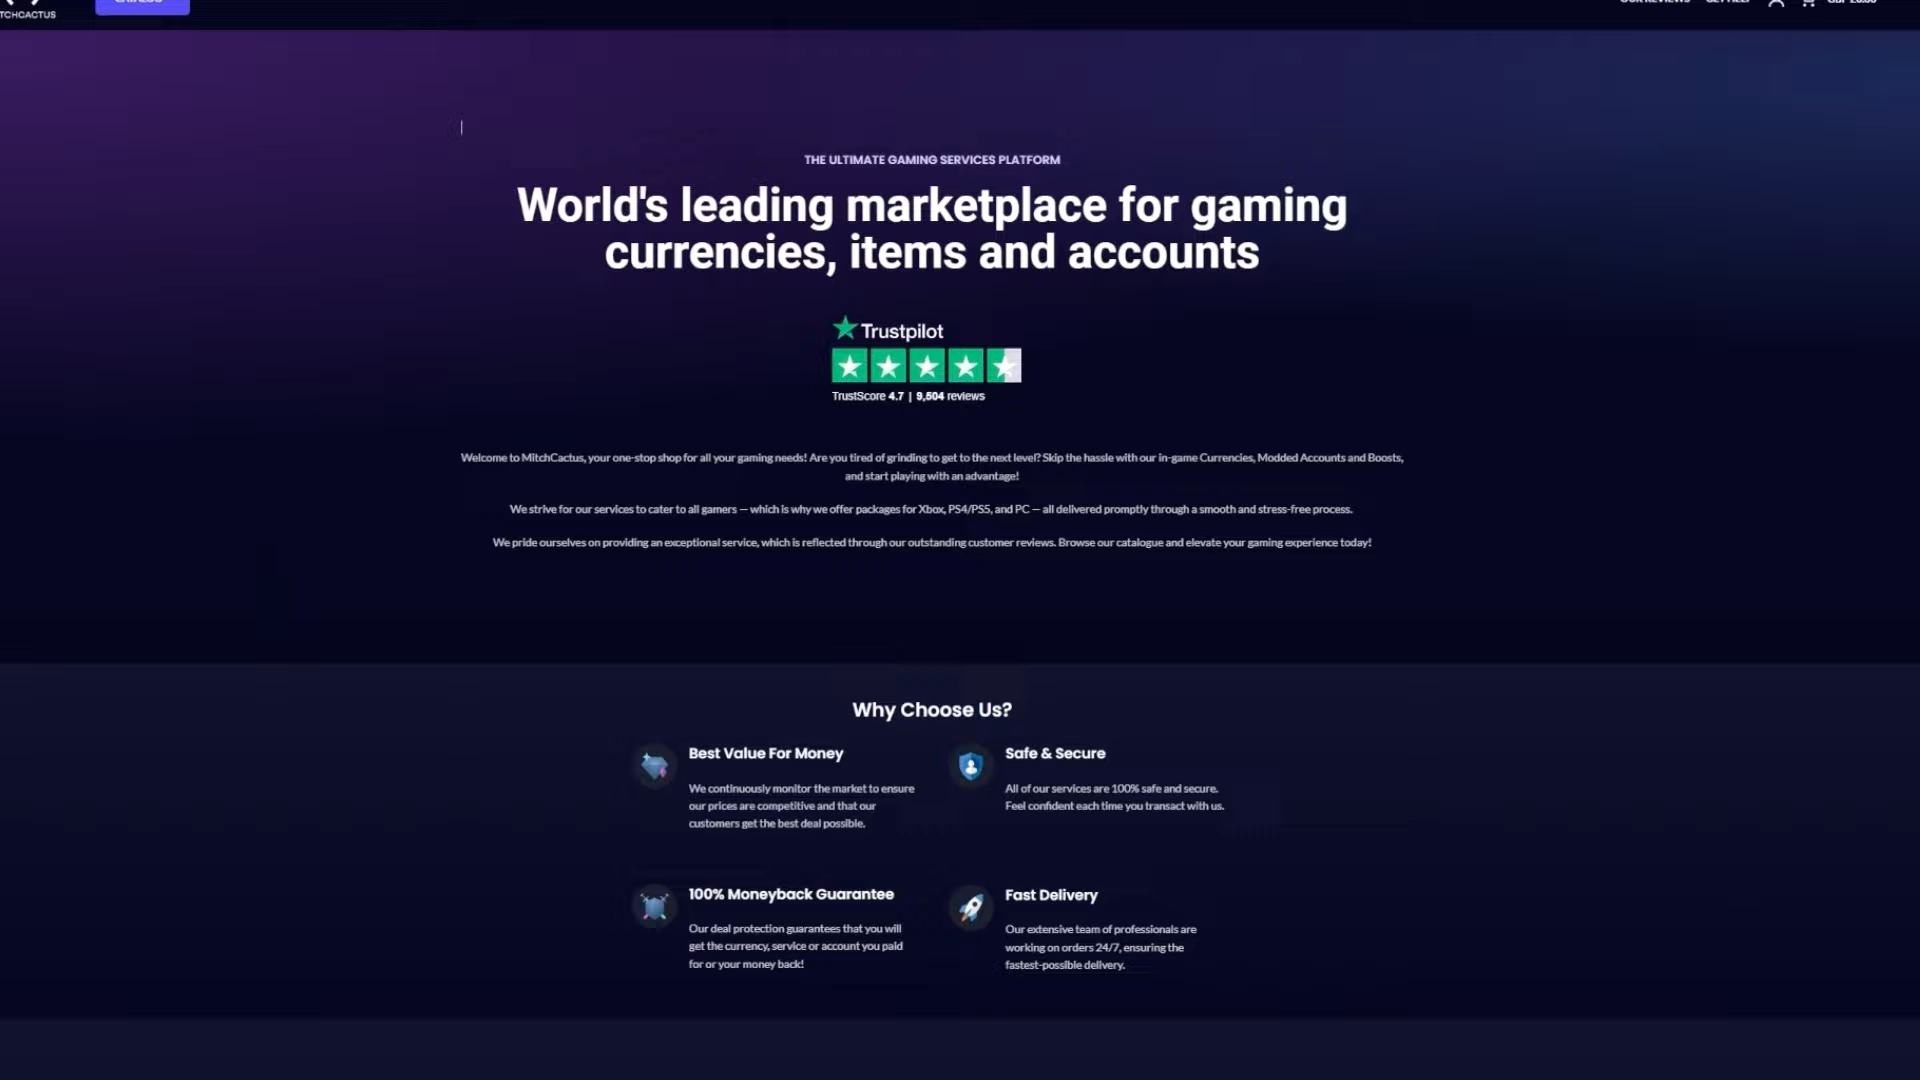 TCHCACTUS
THE ULTIMATE GAMING SERVICES PLATFORM
World's leading marketplace for gaming
currencies, items and accounts
Trustpilot
TrustScore 4.7 | 9,504 reviews
Welcome to MitchCactus, your one-stop shop for all your gaming needs! Are you tired of grinding to get to the next level? Skip the hassle with our in-game Currencies, Modded Accounts and Boosts,
and start playing with an advantage!
We strive for our services to cater to all gamers — which is why we offer packages for Xbox, PS4/PS5, and PC — all delivered promptly through a smooth and stress-free process.
We pride ourselves on providing an exceptional service, which is reflected through our outstanding customer reviews. Browse our catalogue and elevate your gaming experience today!
Why Choose Us?
Best Value For Money
We continuously monitor the market to ensure
our prices are competitive and that our
customers get the best deal possible.
Safe & Secure
All of our services are 100% safe and secure.
Feel confident each time you transact with us.
100% Moneyback Guarantee
Our deal protection guarantees that you will
get the currency, service or account you paid
for or your money back!
Fast Delivery
Our extensive team of professionals are
working on orders 24/7, ensuring the
fastest-possible delivery.